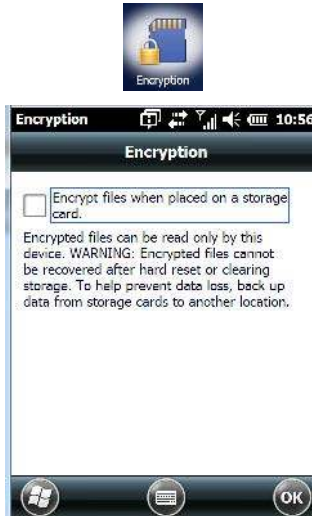 Encryption
Encryption 10:56
Encryption
Encrypt files when placed on a storage
card.
Encrypted files can be read only by this
device. WARNING: Encrypted files cannot
be recovered after hard reset or clearing
storage. To help prevent data loss, back up
data from storage cards to another location.
OK